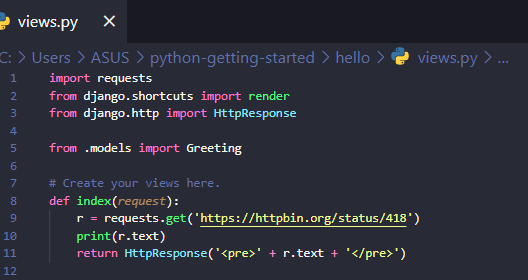 views.py ×
C: > Users > ASUS > python-getting-started > hello > views.py > ...
1 import requests
2 from django.shortcuts import render
3 from django.http import HttpResponse
4
5 from .models import Greeting
6
7 # Create your views here.
8 def index(request):
9     r = requests.get('https://httpbin.org/status/418')
10     print(r.text)
11     return HttpResponse('<pre>' + r.text + '</pre>')
12